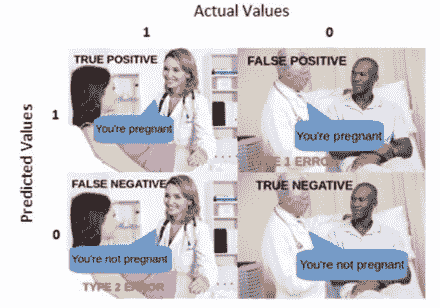 Actual Values
1 0
Predicted Values
1
TRUE POSITIVE
FALSE POSITIVE
You're pregnant
You're pregnant
TYPE 1 ERROR
0
FALSE NEGATIVE
TRUE NEGATIVE
You're not pregnant
You're not pregnant
TYPE 2 ERROR